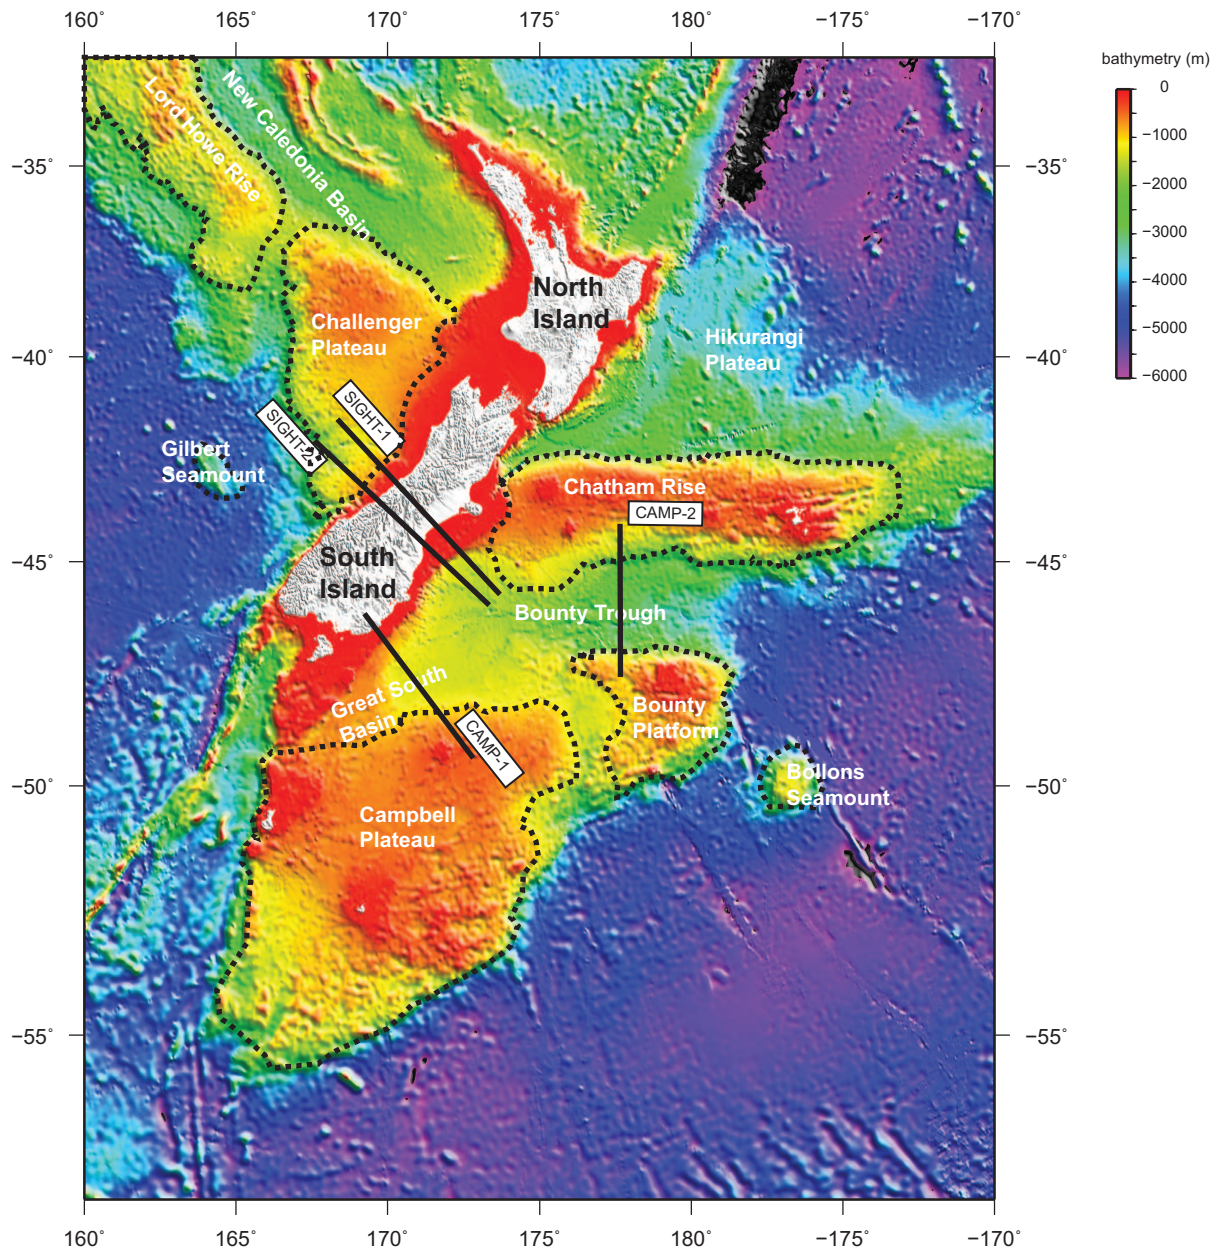 160° 165° 170° 175° 180° −175° −170°
bathymetry (m)
0
−1000
−2000
−3000
−4000
−5000
−6000
−35° −35°
−40° −40°
−45° −45°
−50° −50°
−55° −55°
Lord Howe Rise
New Caledonia Basin
North
Island
Challenger
Plateau
Hikurangi
Plateau
SIGHT-1
SIGHT-2
Gilbert
Seamount
Chatham Rise
CAMP-2
South
Island
Bounty Trough
Great South
Basin
Bounty
Platform
CAMP-1
Bollons
Seamount
Campbell
Plateau
160° 165° 170° 175° 180° −175° −170°